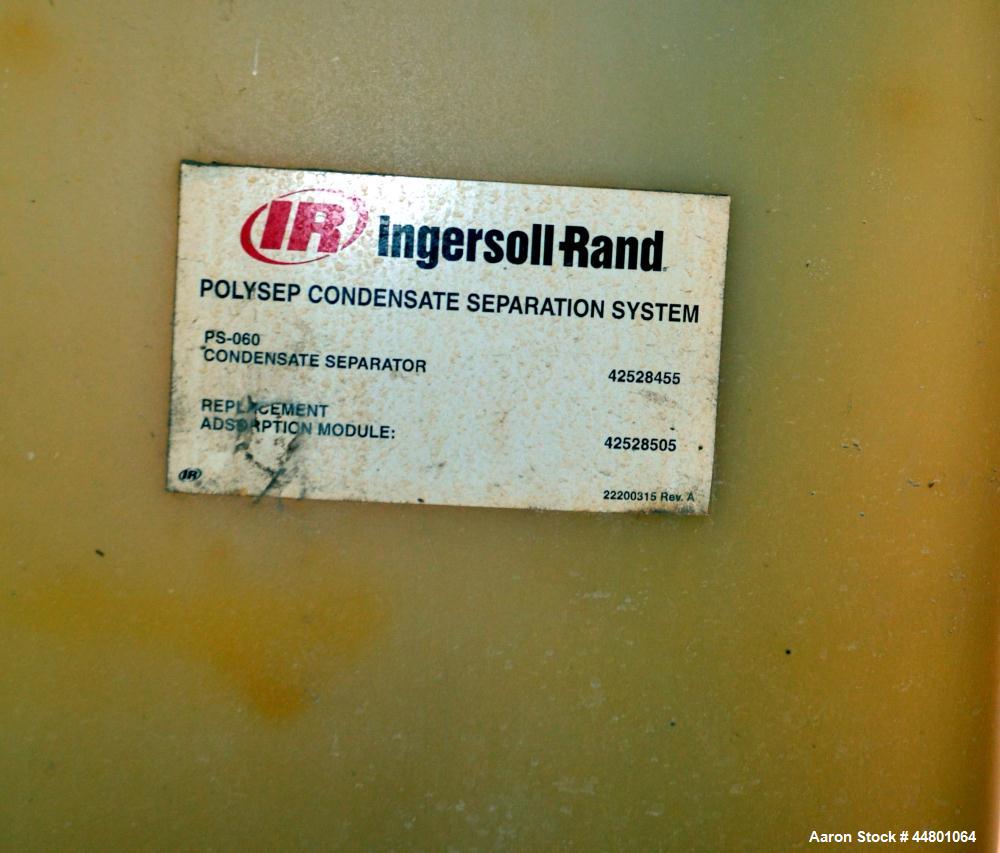 IR Ingersoll-Rand
POLYSEP CONDENSATE SEPARATION SYSTEM
PS-060
CONDENSATE SEPARATOR 42528455
REPLACEMENT
ADSORPTION MODULE: 42528505
IR 22200315 Rev. A
Aaron Stock # 44801064